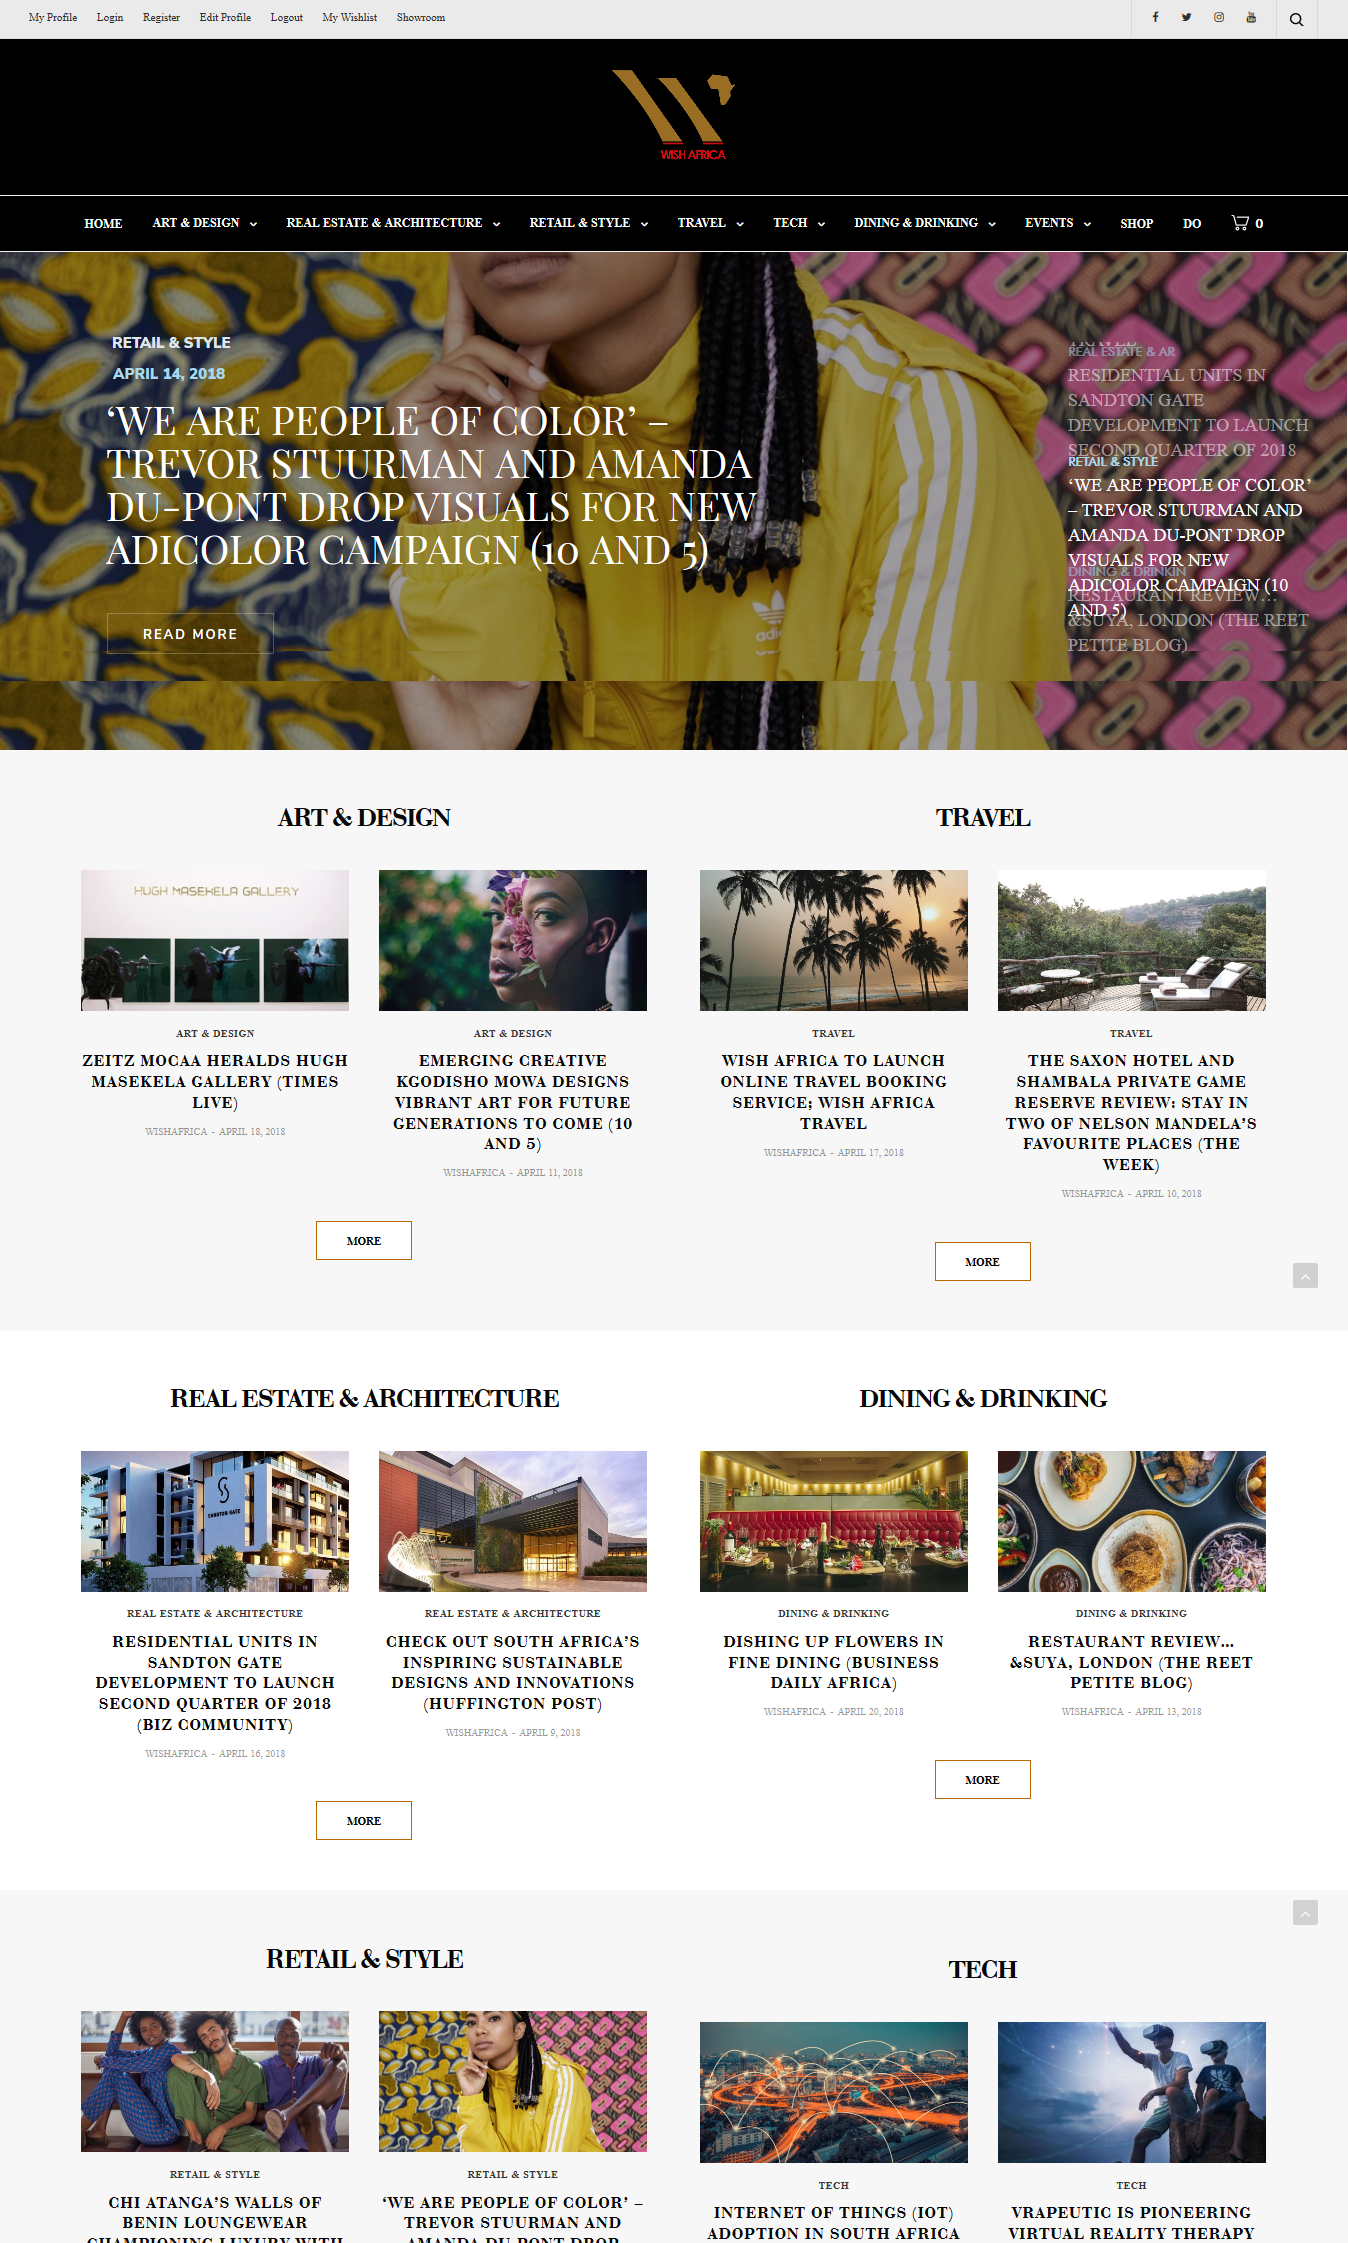 My Profile Login Register Edit Profile Logout My Wishlist Showroom
WISH AFRICA
HOME ART & DESIGN REAL ESTATE & ARCHITECTURE RETAIL & STYLE TRAVEL TECH DINING & DRINKING EVENTS SHOP DO 0
RETAIL & STYLE
APRIL 14, 2018
‘WE ARE PEOPLE OF COLOR’ –
TREVOR STUURMAN AND AMANDA
DU-PONT DROP VISUALS FOR NEW
ADICOLOR CAMPAIGN (10 AND 5)
READ MORE
TRAVEL
REAL ESTATE & AR
RESIDENTIAL UNITS IN
SANDTON GATE
DEVELOPMENT TO LAUNCH
SECOND QUARTER OF 2018
RETAIL & STYLE
‘WE ARE PEOPLE OF COLOR’
– TREVOR STUURMAN AND
AMANDA DU-PONT DROP
VISUALS FOR NEW
ADICOLOR CAMPAIGN (10
AND 5)
DINING & DRINKIN
RESTAURANT REVIEW…
&SUYA, LONDON (THE REET
PETITE BLOG)
adi
ART & DESIGN
HUGH MASEKELA GALLERY
ART & DESIGN
ZEITZ MOCAA HERALDS HUGH
MASEKELA GALLERY (TIMES
LIVE)
WISHAFRICA - APRIL 18, 2018
ART & DESIGN
EMERGING CREATIVE
KGODISHO MOWA DESIGNS
VIBRANT ART FOR FUTURE
GENERATIONS TO COME (10
AND 5)
WISHAFRICA - APRIL 11, 2018
MORE
TRAVEL
TRAVEL
WISH AFRICA TO LAUNCH
ONLINE TRAVEL BOOKING
SERVICE; WISH AFRICA
TRAVEL
WISHAFRICA - APRIL 17, 2018
TRAVEL
THE SAXON HOTEL AND
SHAMBALA PRIVATE GAME
RESERVE REVIEW: STAY IN
TWO OF NELSON MANDELA’S
FAVOURITE PLACES (THE
WEEK)
WISHAFRICA - APRIL 10, 2018
MORE
REAL ESTATE & ARCHITECTURE
SANDTON GATE
REAL ESTATE & ARCHITECTURE
RESIDENTIAL UNITS IN
SANDTON GATE
DEVELOPMENT TO LAUNCH
SECOND QUARTER OF 2018
(BIZ COMMUNITY)
WISHAFRICA - APRIL 16, 2018
REAL ESTATE & ARCHITECTURE
CHECK OUT SOUTH AFRICA’S
INSPIRING SUSTAINABLE
DESIGNS AND INNOVATIONS
(HUFFINGTON POST)
WISHAFRICA - APRIL 9, 2018
MORE
DINING & DRINKING
DINING & DRINKING
DISHING UP FLOWERS IN
FINE DINING (BUSINESS
DAILY AFRICA)
WISHAFRICA - APRIL 20, 2018
DINING & DRINKING
RESTAURANT REVIEW…
&SUYA, LONDON (THE REET
PETITE BLOG)
WISHAFRICA - APRIL 13, 2018
MORE
RETAIL & STYLE
RETAIL & STYLE
CHI ATANGA’S WALLS OF
BENIN LOUNGEWEAR
CHAMPIONING LUXURY WITH
RETAIL & STYLE
‘WE ARE PEOPLE OF COLOR’ –
TREVOR STUURMAN AND
AMANDA DU-PONT DROP
TECH
TECH
INTERNET OF THINGS (IOT)
ADOPTION IN SOUTH AFRICA
TECH
VRAPEUTIC IS PIONEERING
VIRTUAL REALITY THERAPY